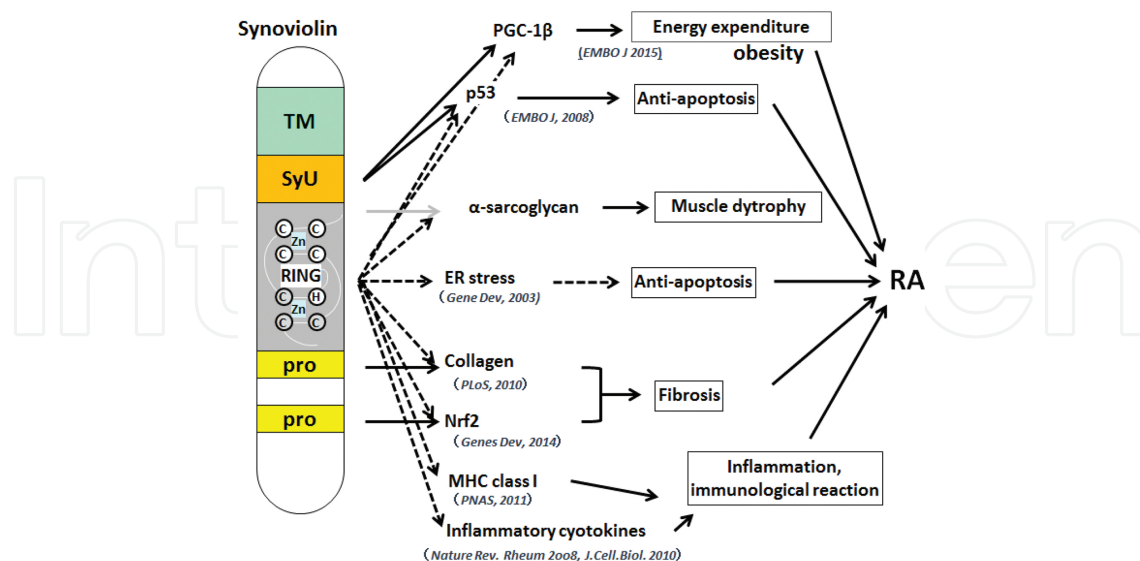 Synoviolin
TM
SyU
C C
Zn
C C
RING
C H
Zn
C C
pro
pro
PGC-1β
(EMBO J 2015)
Energy expenditure
obesity
p53
(EMBO J, 2008)
Anti-apoptosis
α-sarcoglycan
Muscle dytrophy
ER stress
(Gene Dev, 2003)
Anti-apoptosis
RA
Collagen
(PLoS, 2010)
Fibrosis
Nrf2
(Genes Dev, 2014)
MHC class I
(PNAS, 2011)
Inflammation,
immunological reaction
Inflammatory cyotokines
(Nature Rev. Rheum 2oo8, J.Cell.Biol. 2010)